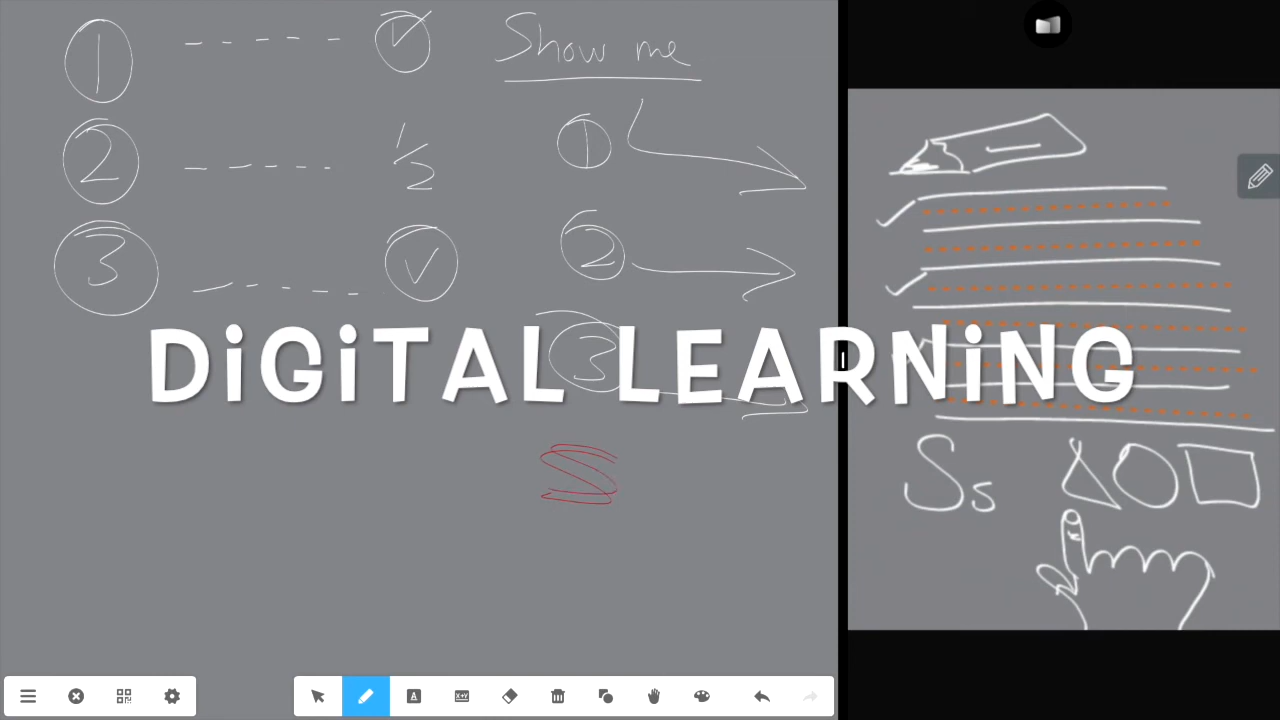 1 ----- ✓
2 ----- 1/2
3 ----- ✓
Show me
1
2
3
DiGiTAL LEARNiNG
S
Ss
A
X+Y